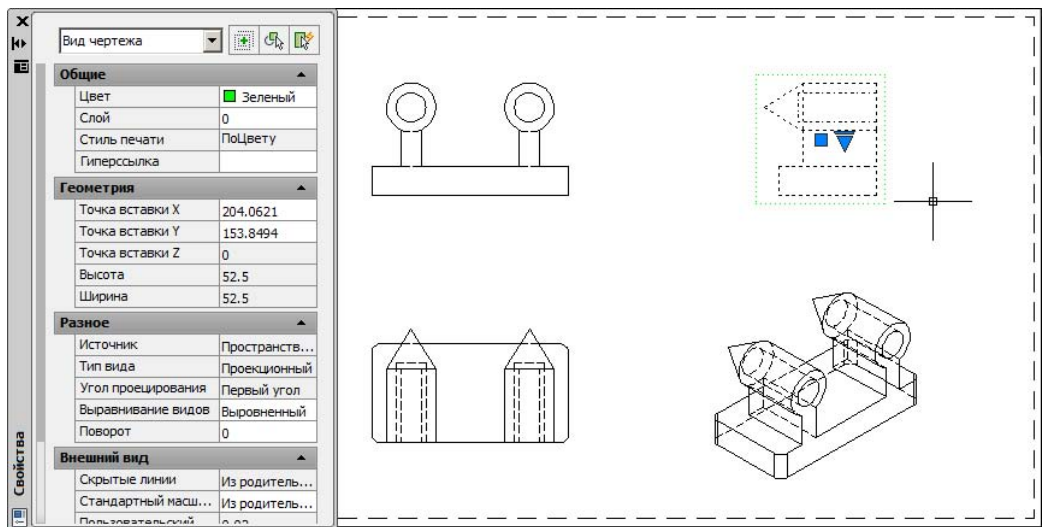 Вид чертежа
Общие
Цвет Зеленый
Слой 0
Стиль печати ПоЦвету
Гиперссылка
Геометрия
Точка вставки X 204.0621
Точка вставки Y 153.8494
Точка вставки Z 0
Высота 52.5
Ширина 52.5
Разное
Источник Пространств...
Тип вида Проекционный
Угол проецирования Первый угол
Выравнивание видов Выровненный
Поворот 0
Внешний вид
Скрытые линии Из родитель...
Стандартный масш... Из родитель...
Пользовательский
Свойства